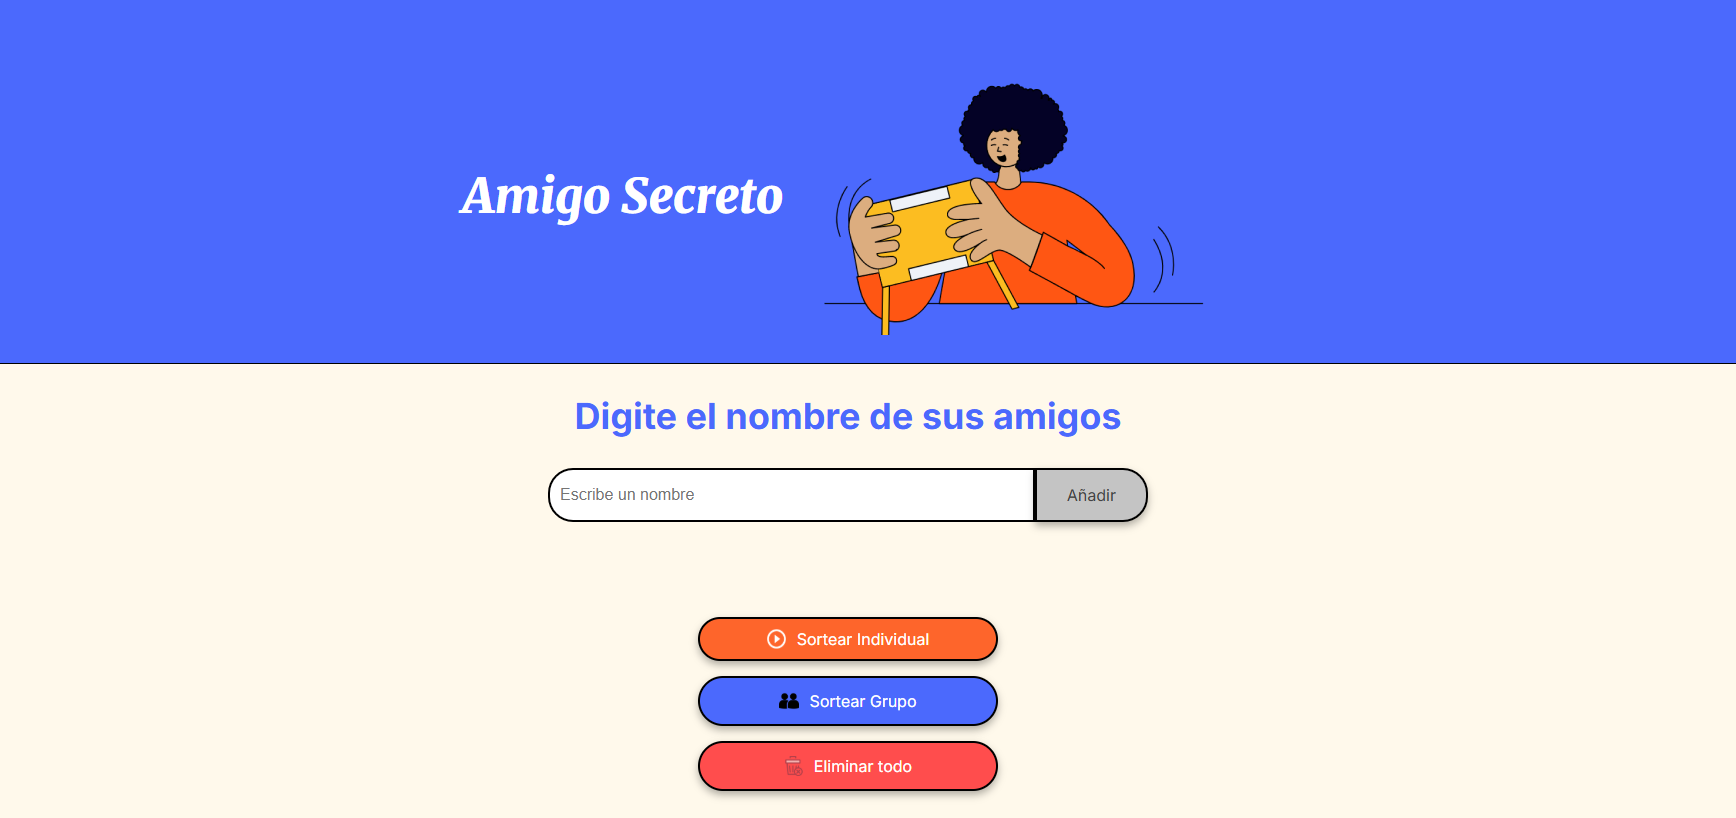 Amigo Secreto
Digite el nombre de sus amigos
Escribe un nombre
Añadir
Sortear Individual
Sortear Grupo
Eliminar todo